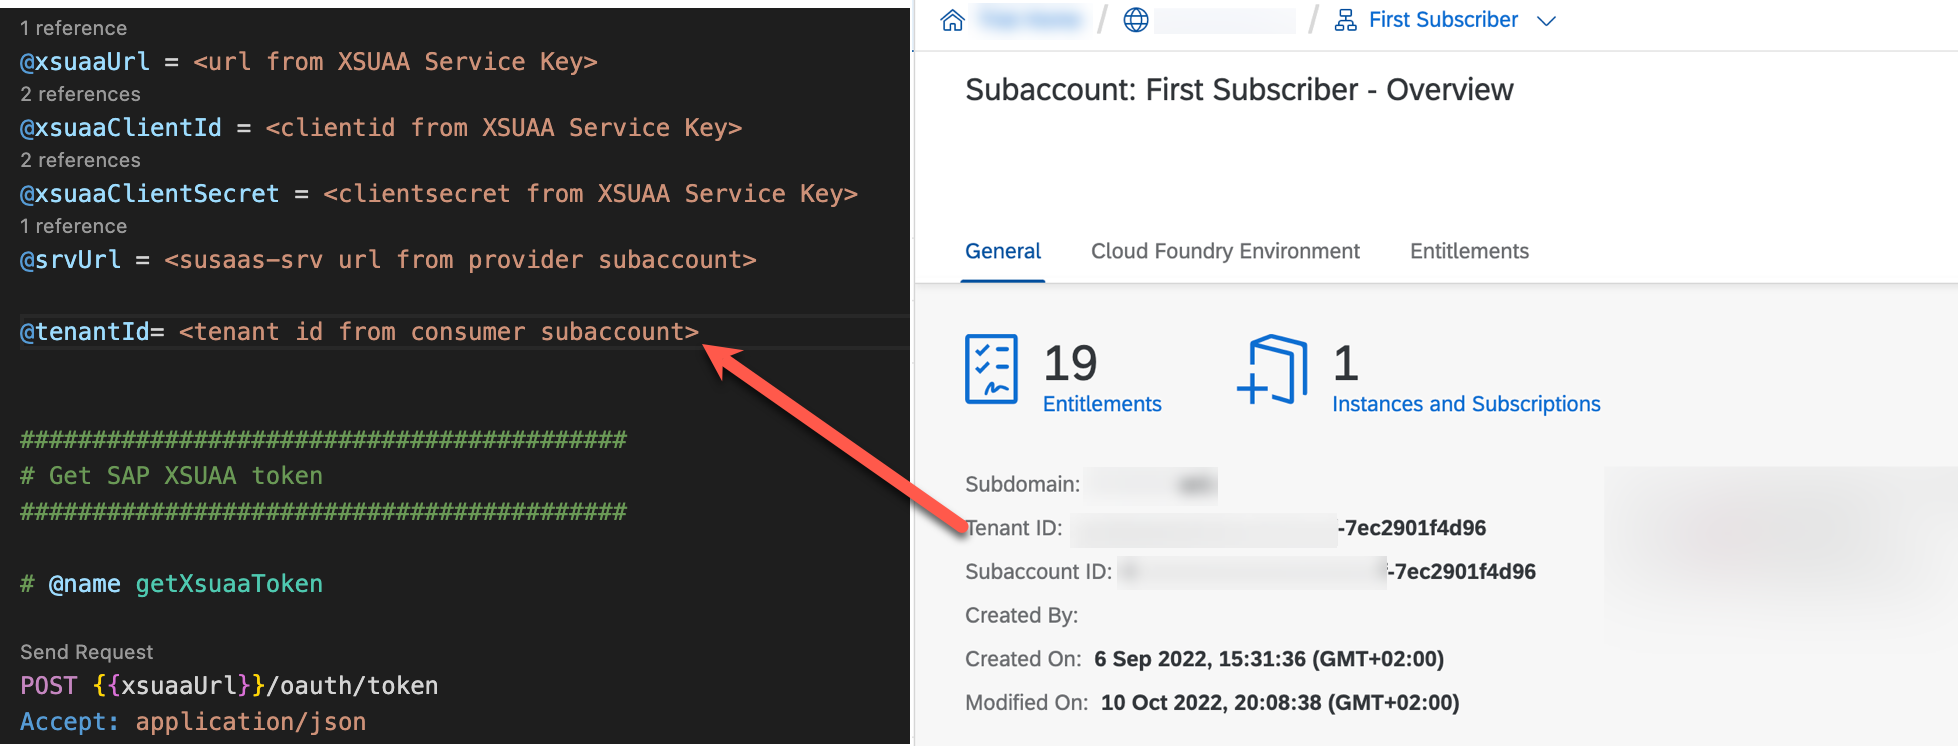 1 reference
@xsuaaUrl = <url from XSUAA Service Key>
2 references
@xsuaaClientId = <clientid from XSUAA Service Key>
2 references
@xsuaaClientSecret = <clientsecret from XSUAA Service Key>
1 reference
@srvUrl = <susaas-srv url from provider subaccount>
@tenantId= <tenant id from consumer subaccount>
##########################################
# Get SAP XSUAA token
##########################################
# @name getXsuaaToken
Send Request
POST {{xsuaaUrl}}/oauth/token
Accept: application/json
/ / First Subscriber
Subaccount: First Subscriber - Overview
General Cloud Foundry Environment Entitlements
19 Entitlements
1 Instances and Subscriptions
Subdomain:
Tenant ID: -7ec2901f4d96
Subaccount ID: -7ec2901f4d96
Created By:
Created On: 6 Sep 2022, 15:31:36 (GMT+02:00)
Modified On: 10 Oct 2022, 20:08:38 (GMT+02:00)